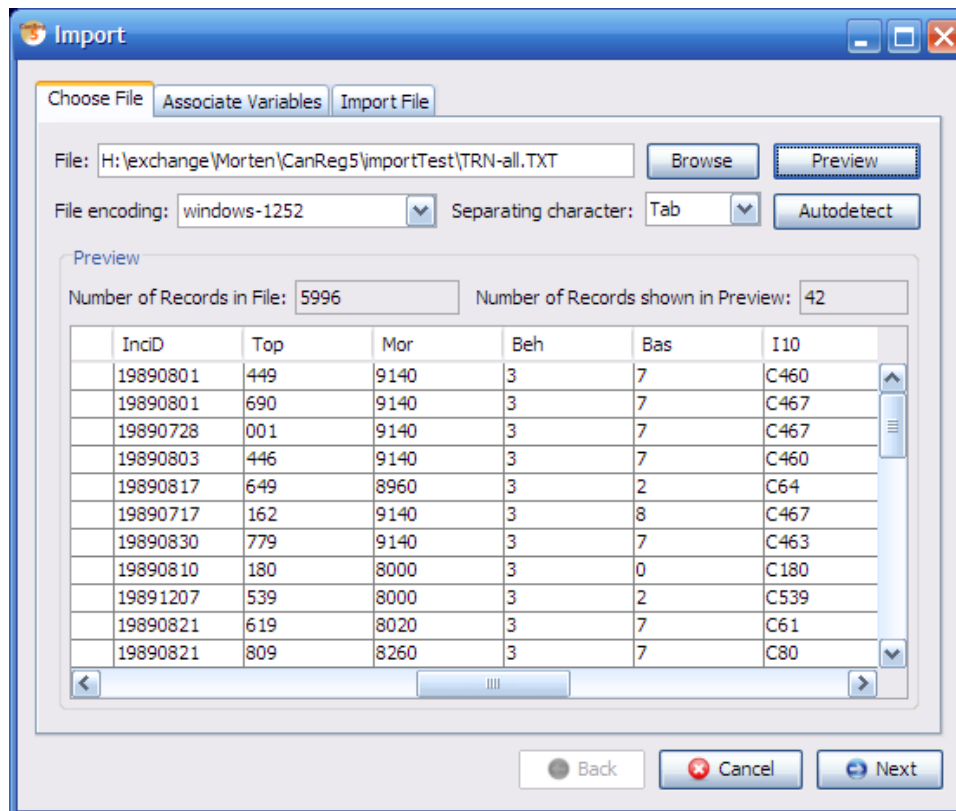 Import
Choose File Associate Variables Import File
File: H:\exchange\Morten\CanReg5\importTest\TRN-all.TXT Browse Preview
File encoding: windows-1252 Separating character: Tab Autodetect
Preview
Number of Records in File: 5996 Number of Records shown in Preview: 42
InciD Top Mor Beh Bas I10
19890801 449 9140 3 7 C460
19890801 690 9140 3 7 C467
19890728 001 9140 3 7 C467
19890803 446 9140 3 7 C460
19890817 649 8960 3 2 C64
19890717 162 9140 3 8 C467
19890830 779 9140 3 7 C463
19890810 180 8000 3 0 C180
19891207 539 8000 3 2 C539
19890821 619 8020 3 7 C61
19890821 809 8260 3 7 C80
Back Cancel Next